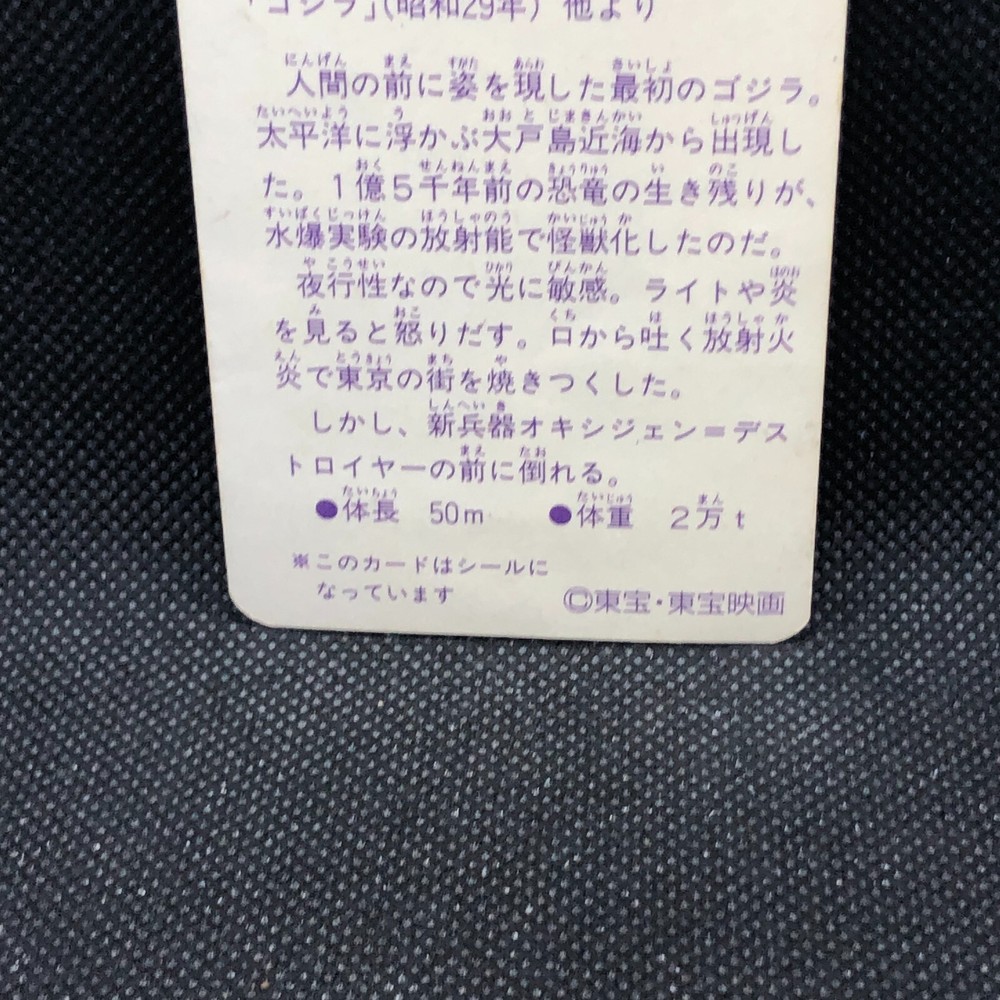 「ゴジラ」(昭和29年) 他より
人間の前に姿を現した最初のゴジラ。
太平洋に浮かぶ大戸島近海から出現し
た。1億5千年前の恐竜の生き残りが、
水爆実験の放射能で怪獣化したのだ。
夜行性なので光に敏感。ライトや炎
を見ると怒りだす。口から吐く放射火
炎で東京の街を焼きつくした。
しかし、新兵器オキシジェン=デス
トロイヤーの前に倒れる。
●体長 50m ●体重 2万t
※このカードはシールに
なっています
©東宝・東宝映画